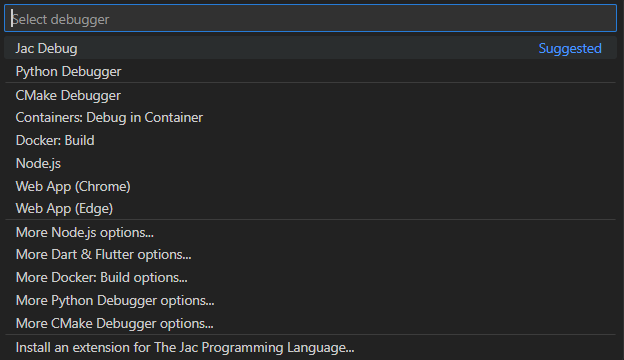 Select debugger
Jac Debug Suggested
Python Debugger
CMake Debugger
Containers: Debug in Container
Docker: Build
Node.js
Web App (Chrome)
Web App (Edge)
More Node.js options...
More Dart & Flutter options...
More Docker: Build options...
More Python Debugger options...
More CMake Debugger options...
Install an extension for The Jac Programming Language...